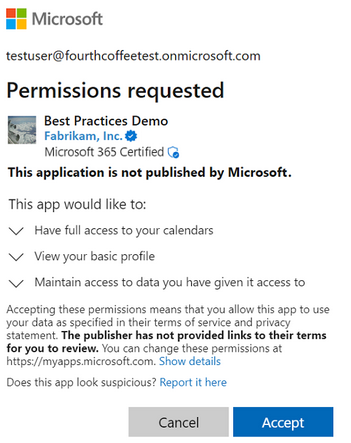 Microsoft
testuser@fourthcoffeetest.onmicrosoft.com
Permissions requested
Best Practices Demo
Fabrikam, Inc.
Microsoft 365 Certified
This application is not published by Microsoft.
This app would like to:
Have full access to your calendars
View your basic profile
Maintain access to data you have given it access to
Accepting these permissions means that you allow this app to use
your data as specified in their terms of service and privacy
statement. The publisher has not provided links to their terms
for you to review. You can change these permissions at
https://myapps.microsoft.com. Show details
Does this app look suspicious? Report it here
Cancel
Accept